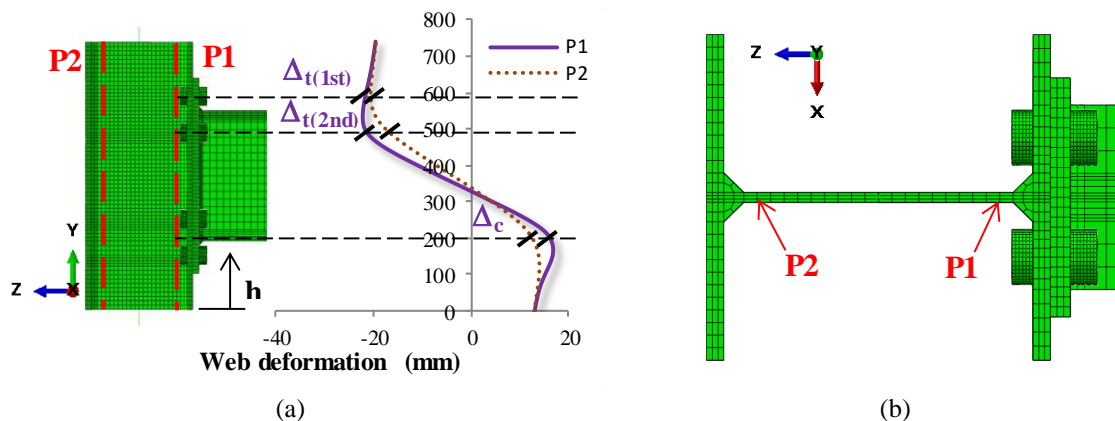 P2
P1
Y
Z
X
h
800
700
600
500
400
300
200
100
0
-40
-20
0
20
P1
P2
Δt(1st)
Δt(2nd)
Δc
Web deformation (mm)
(a)
Z
Y
X
P2
P1
(b)